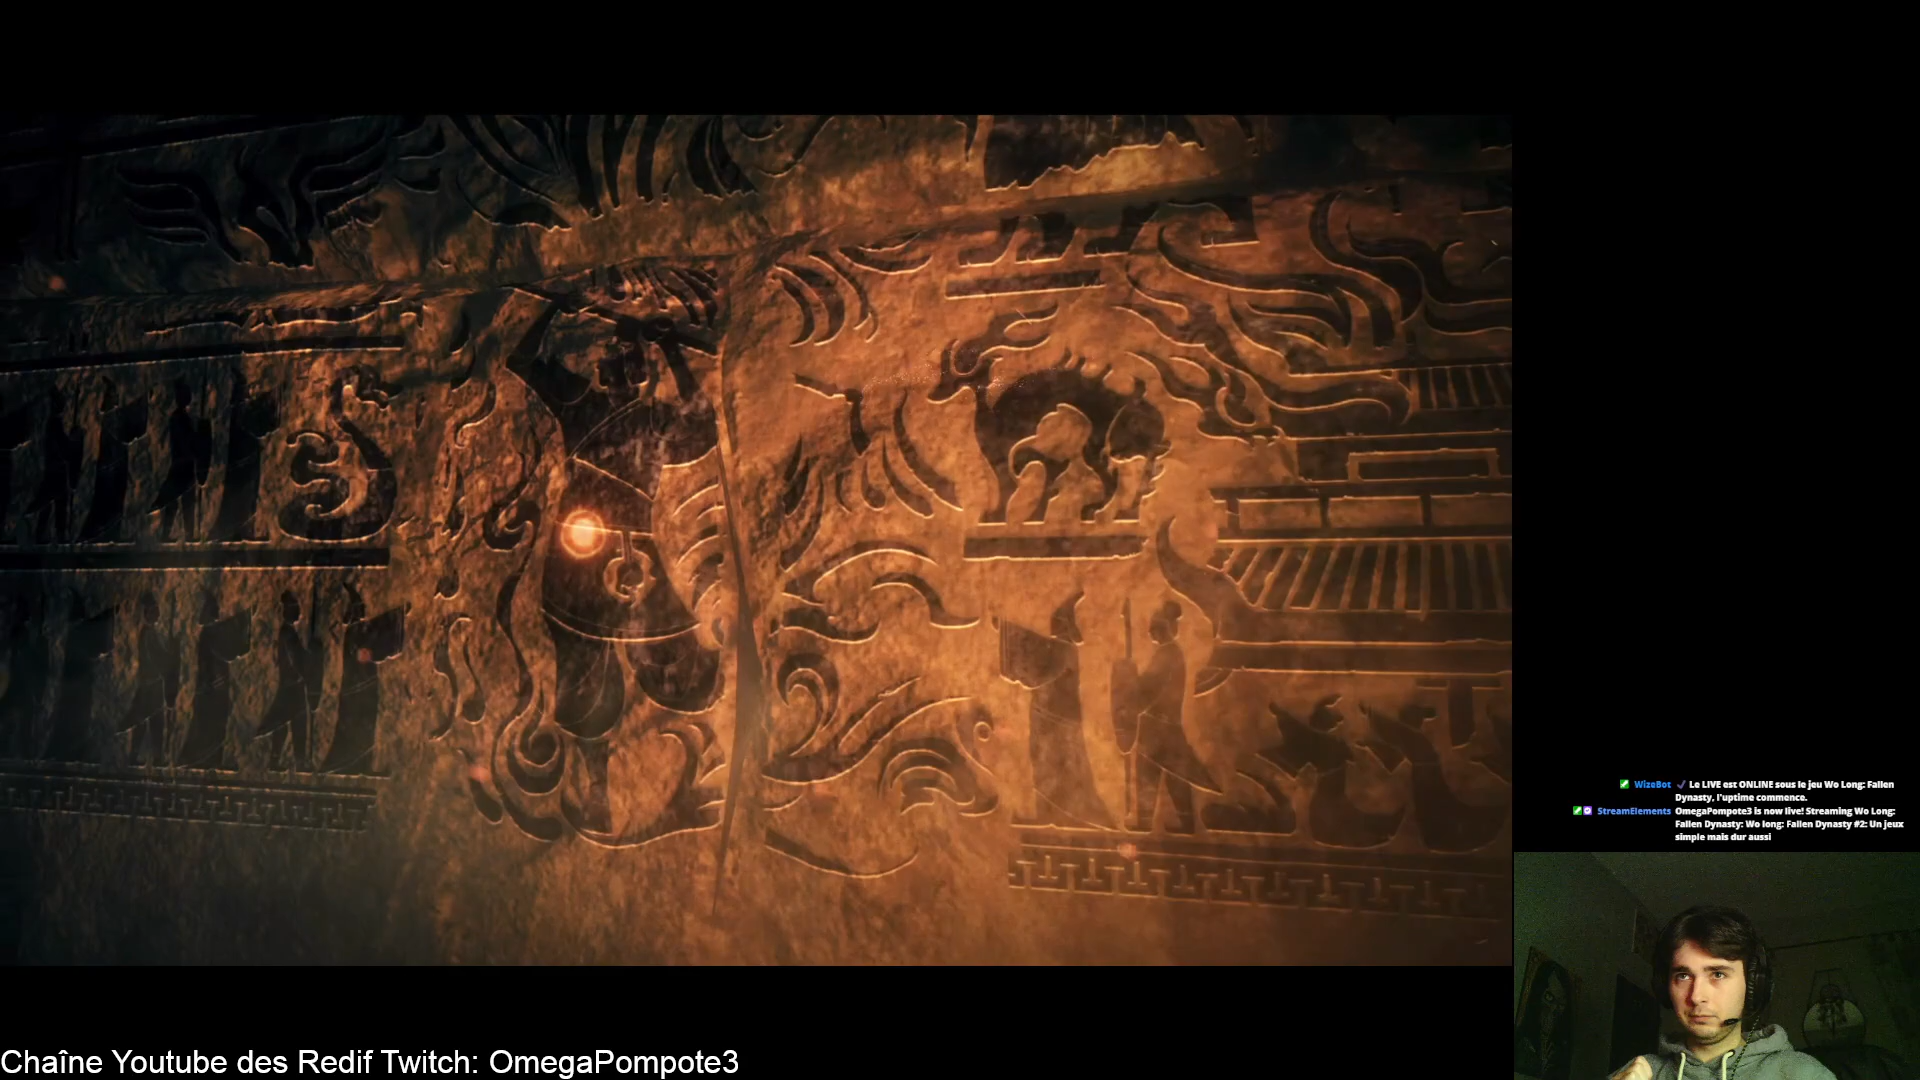 WizeBot ✓ Le LIVE est ONLINE sous le jeu Wo Long: Fallen
Dynasty, l'uptime commence.
StreamElements OmegaPompote3 is now live! Streaming Wo Long:
Fallen Dynasty: Wo long: Fallen Dynasty #2: Un jeux
simple mais dur aussi
Chaîne Youtube des Redif Twitch: OmegaPompote3